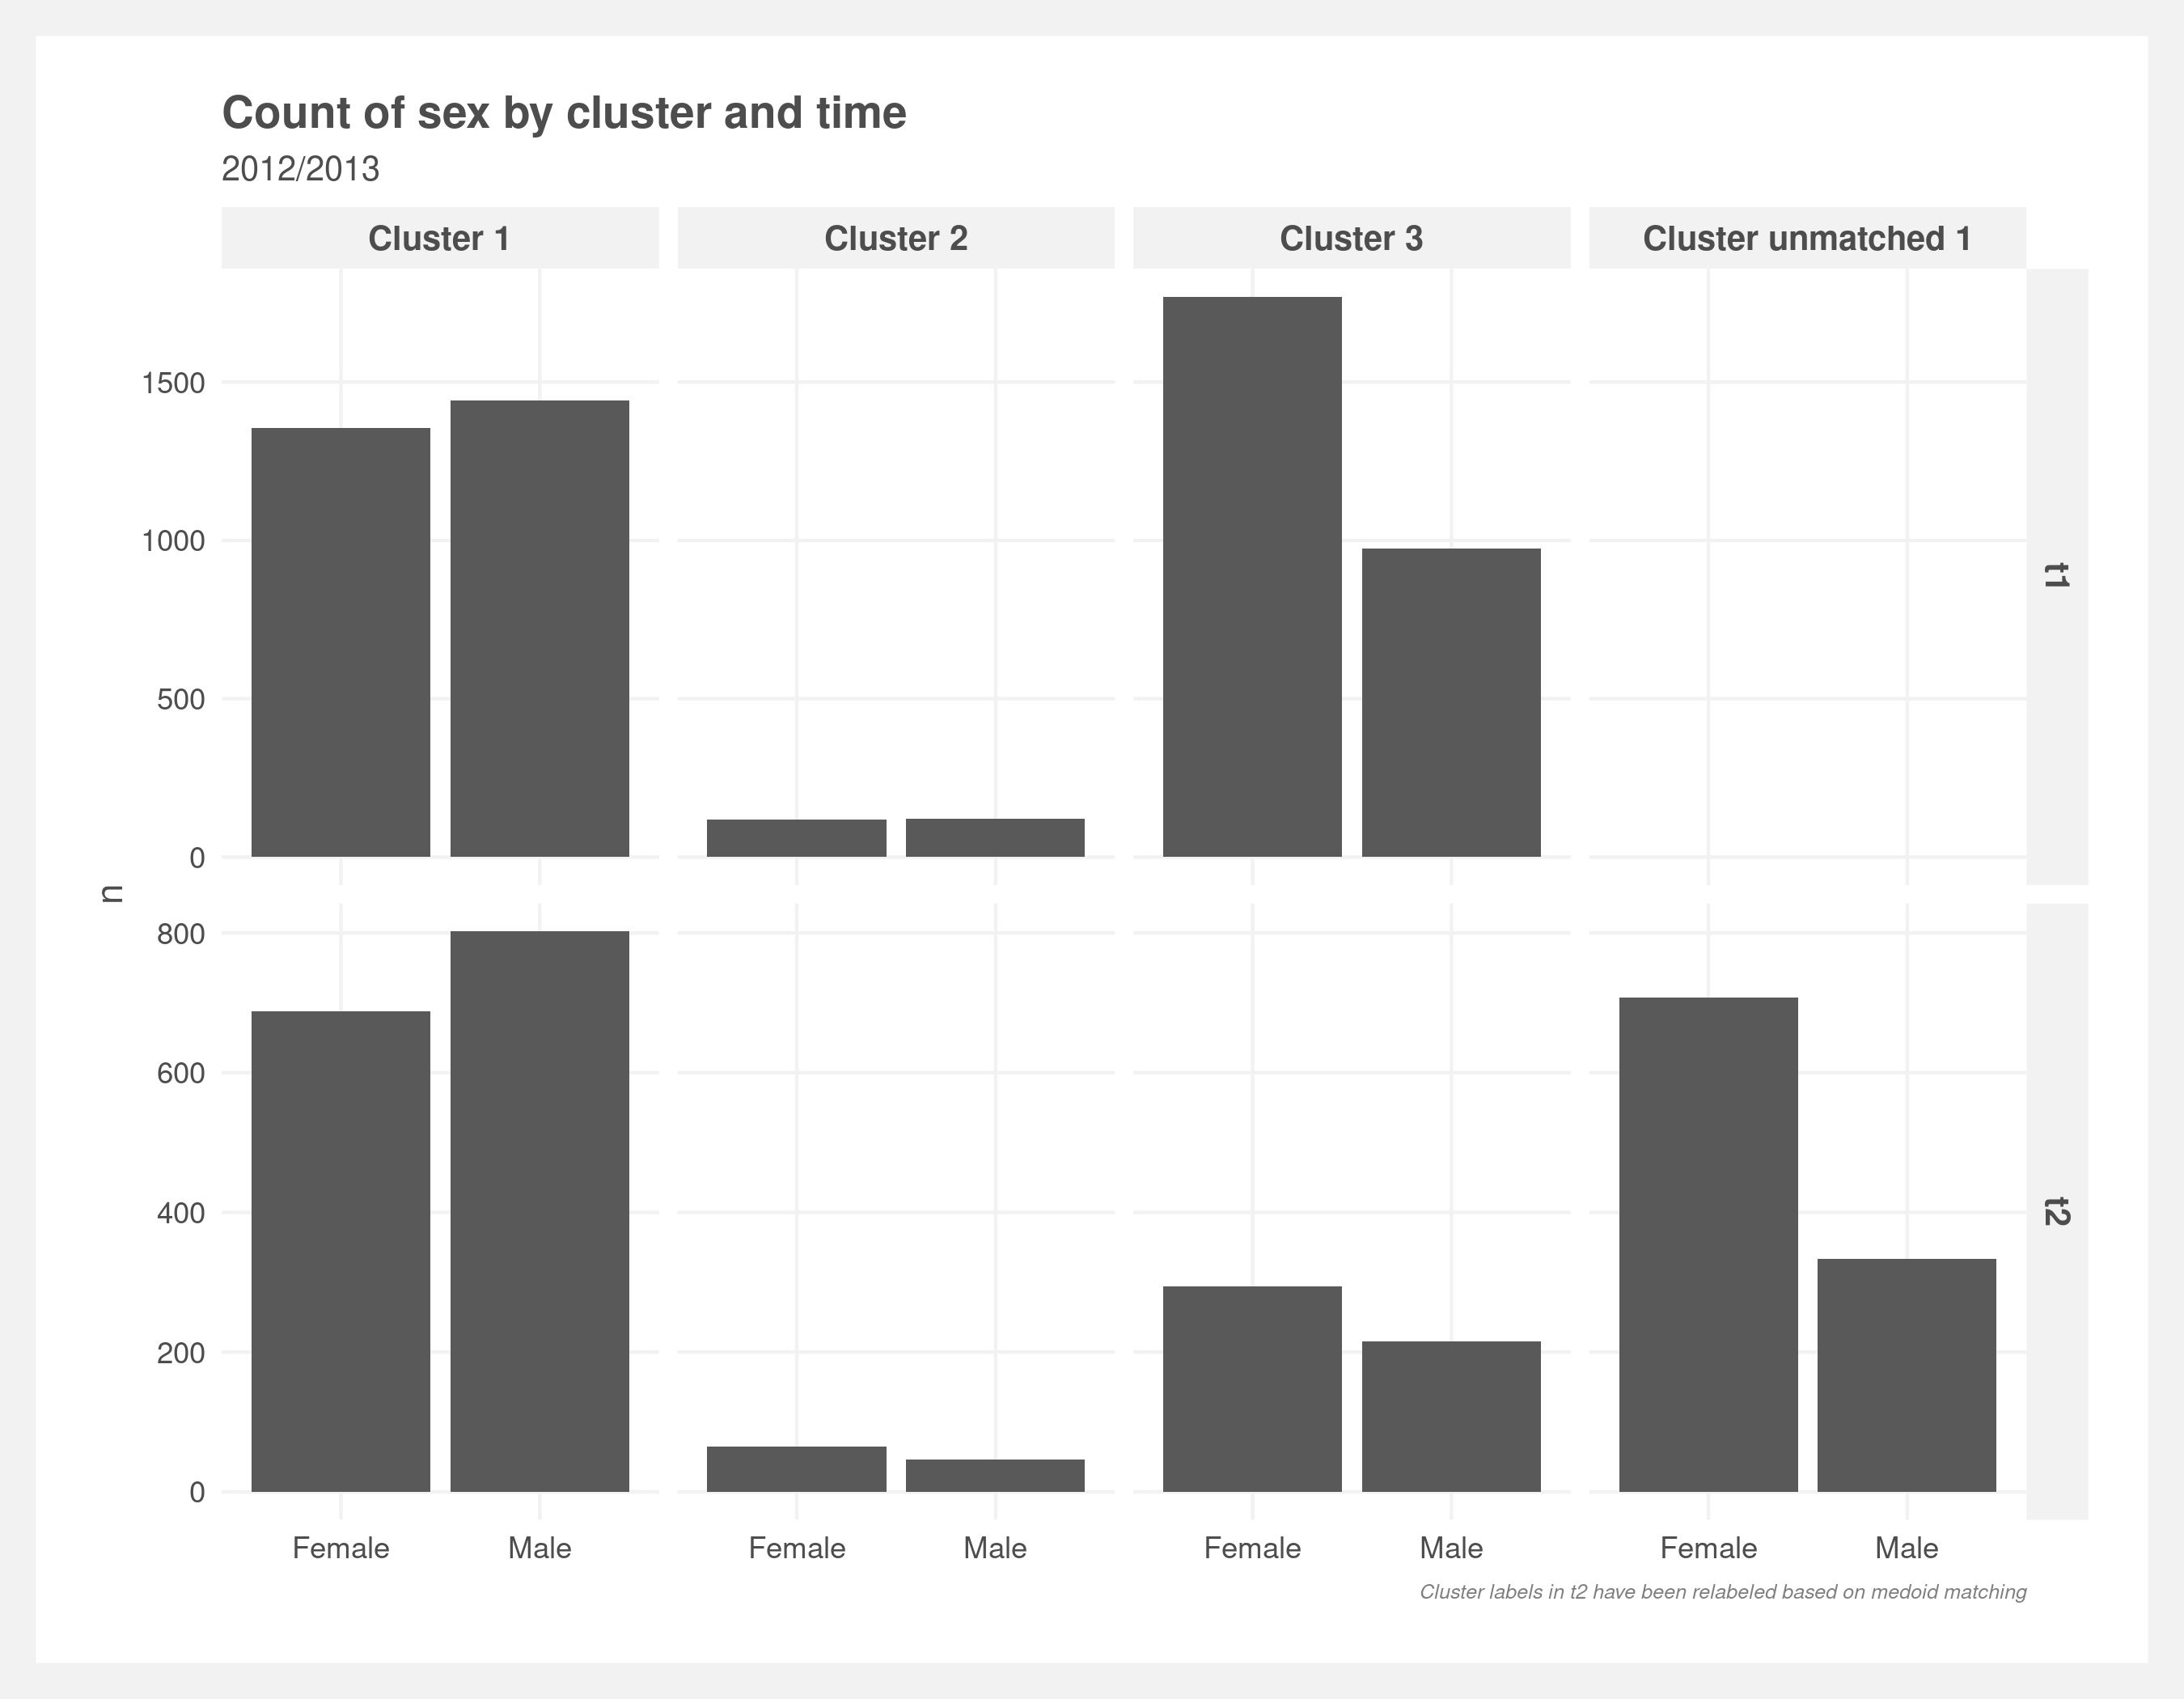 Count of sex by cluster and time
2012/2013
Cluster 1 Cluster 2 Cluster 3 Cluster unmatched 1
1500
1000
500
0
t1
n
800
600
400
200
0
t2
Female Male Female Male Female Male Female Male
Cluster labels in t2 have been relabeled based on medoid matching